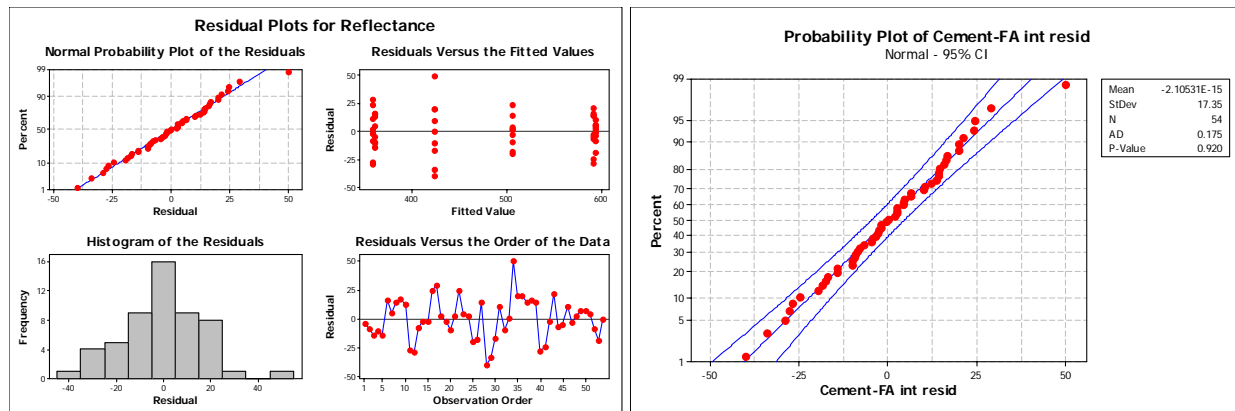 Residual Plots for Reflectance
Normal Probability Plot of the Residuals
99
90
50
10
1
Percent
-50 -25 0 25 50
Residual
Residuals Versus the Fitted Values
50
25
0
-25
-50
Residual
400 500 600
Fitted Value
Histogram of the Residuals
16
12
8
4
0
Frequency
-40 -20 0 20 40
Residual
Residuals Versus the Order of the Data
50
25
0
-25
-50
Residual
1 5 10 15 20 25 30 35 40 45 50
Observation Order
Probability Plot of Cement-FA int resid
Normal - 95% CI
99
95
90
80
70
60
50
40
30
20
10
5
1
Percent
-50 -25 0 25 50
Cement-FA int resid
Mean -2.10531E-15
StDev 17.35
N 54
AD 0.175
P-Value 0.920